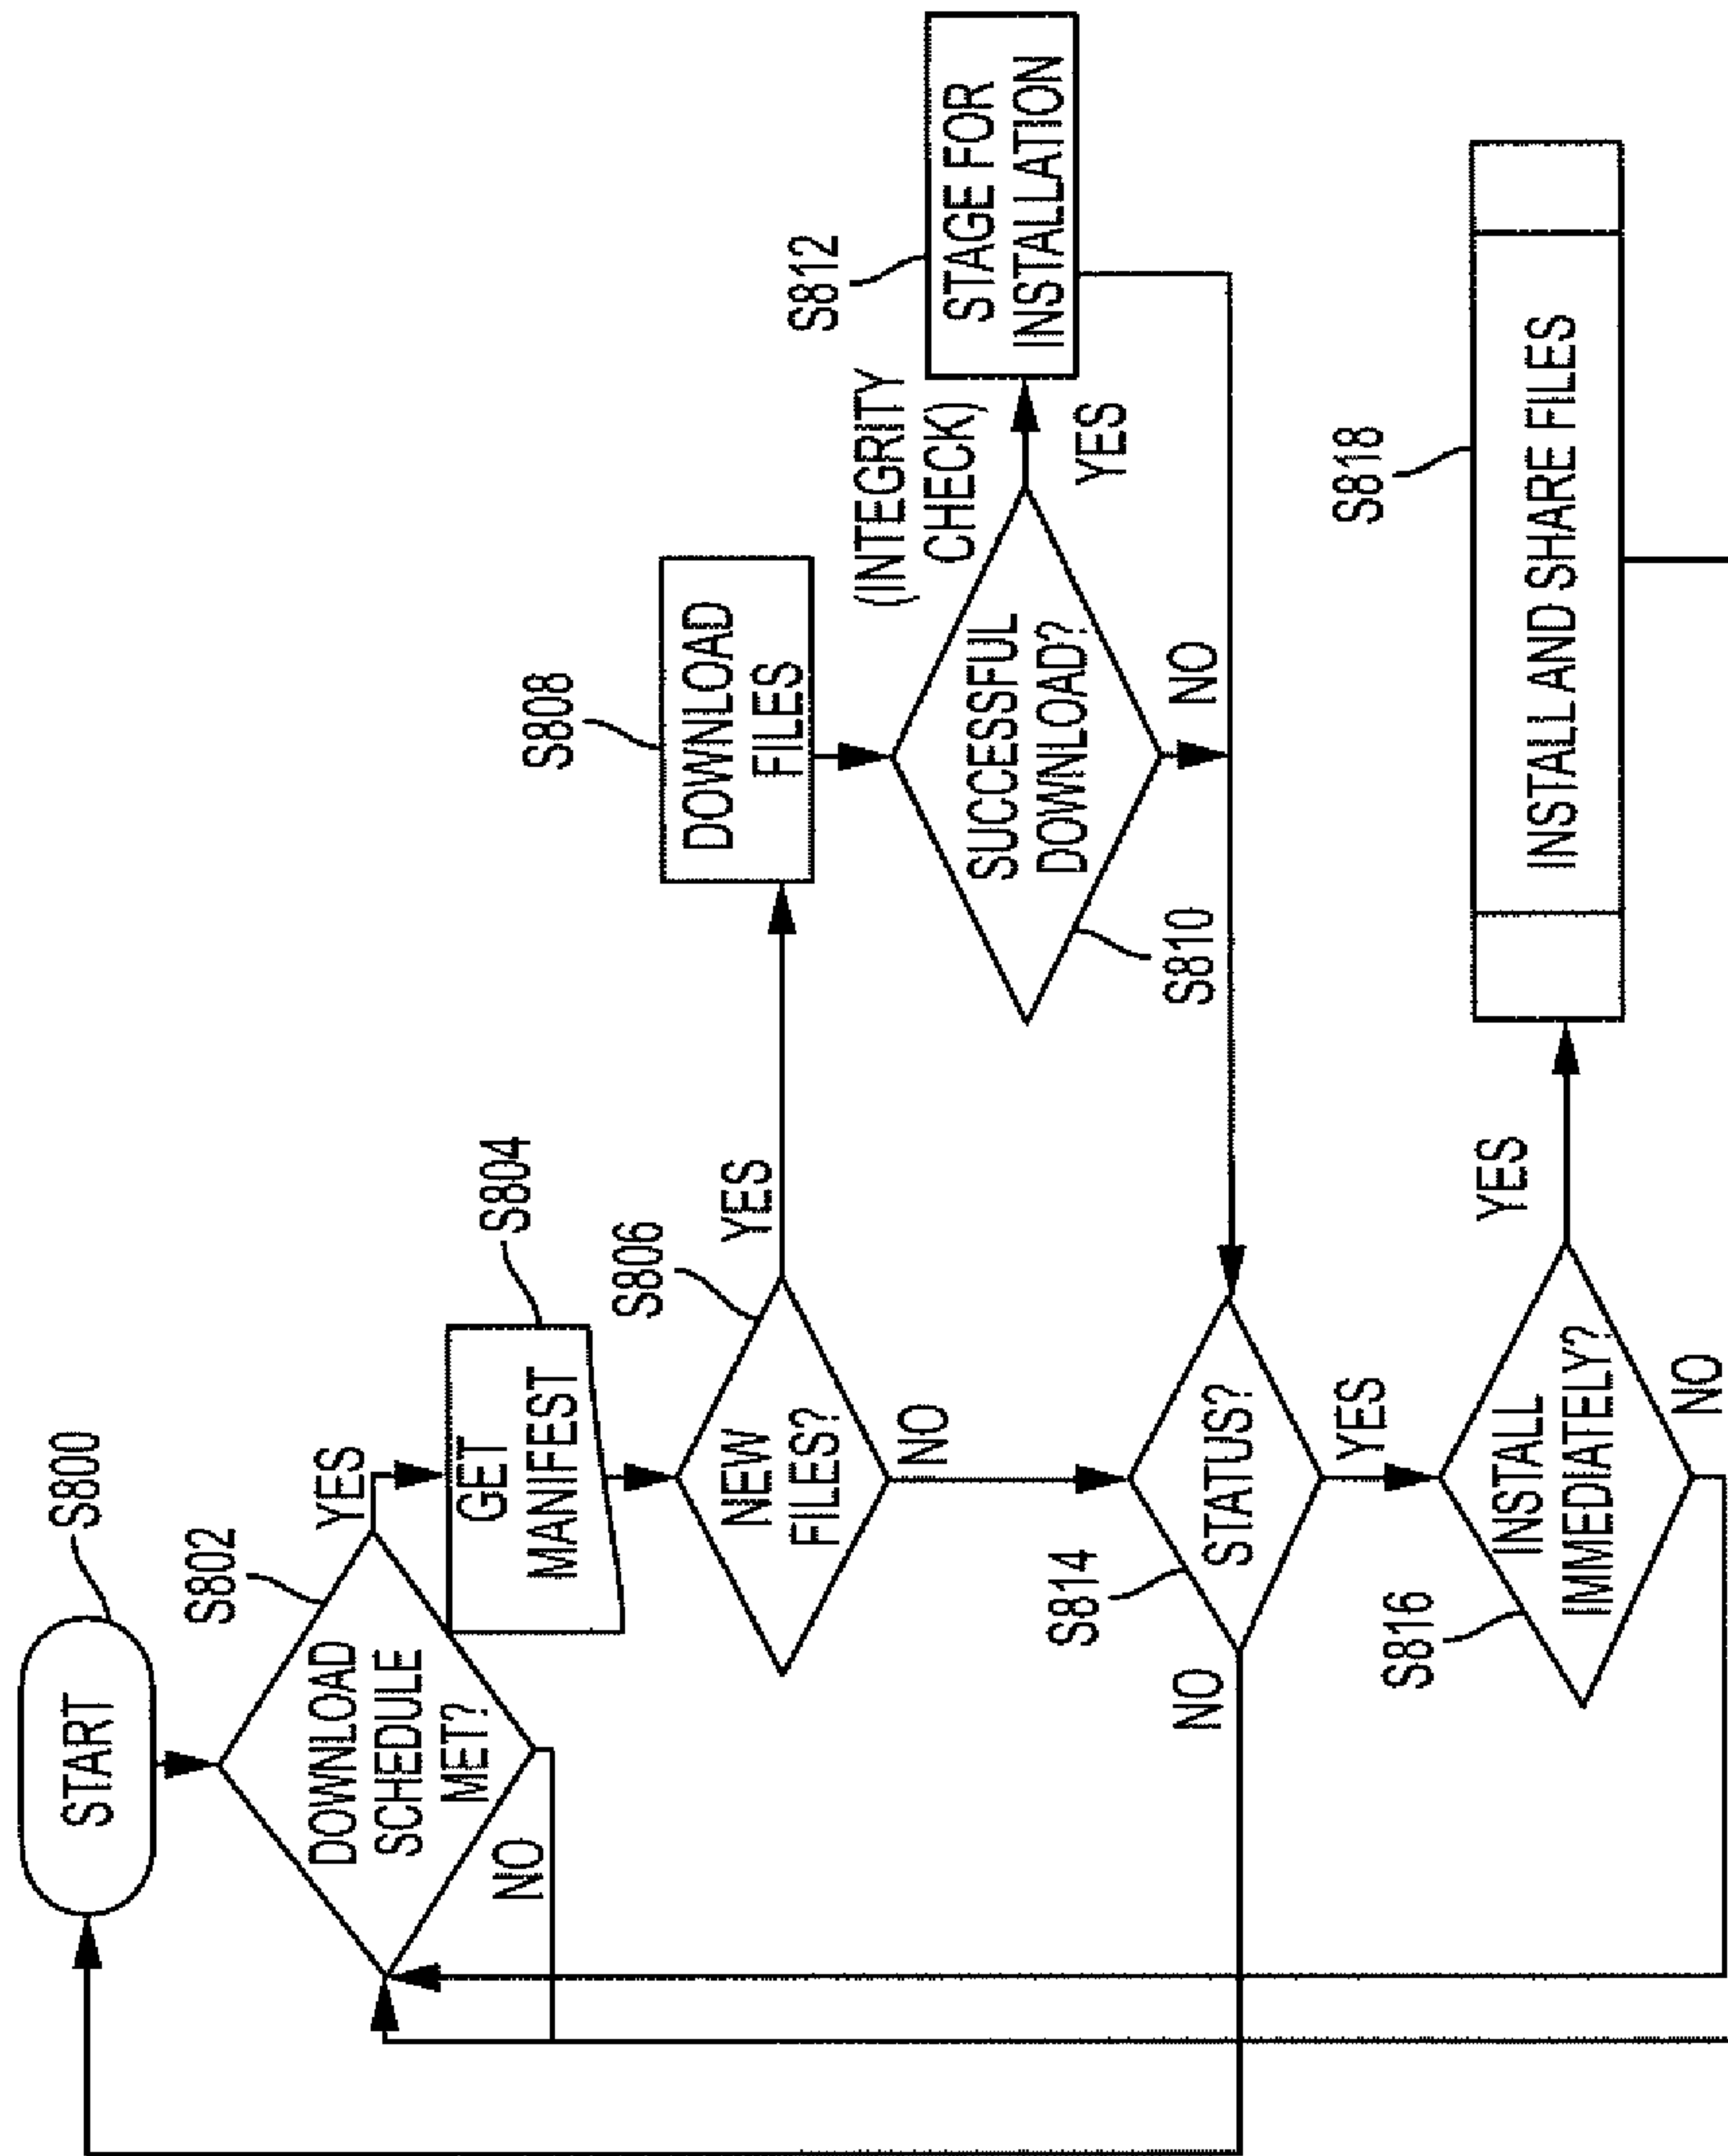 START
S800
DOWNLOAD
SCHEDULE
MET?
S802
YES
NO
GET
MANIFEST
S804
NEW
FILES?
S806
YES
NO
DOWNLOAD
FILES
S808
SUCCESSFUL
DOWNLOAD?
S810
(INTEGRITY
CHECK)
YES
NO
STAGE FOR
INSTALLATION
S812
STATUS?
S814
NO
YES
INSTALL
IMMEDIATELY?
S816
YES
NO
INSTALL AND SHARE FILES
S818